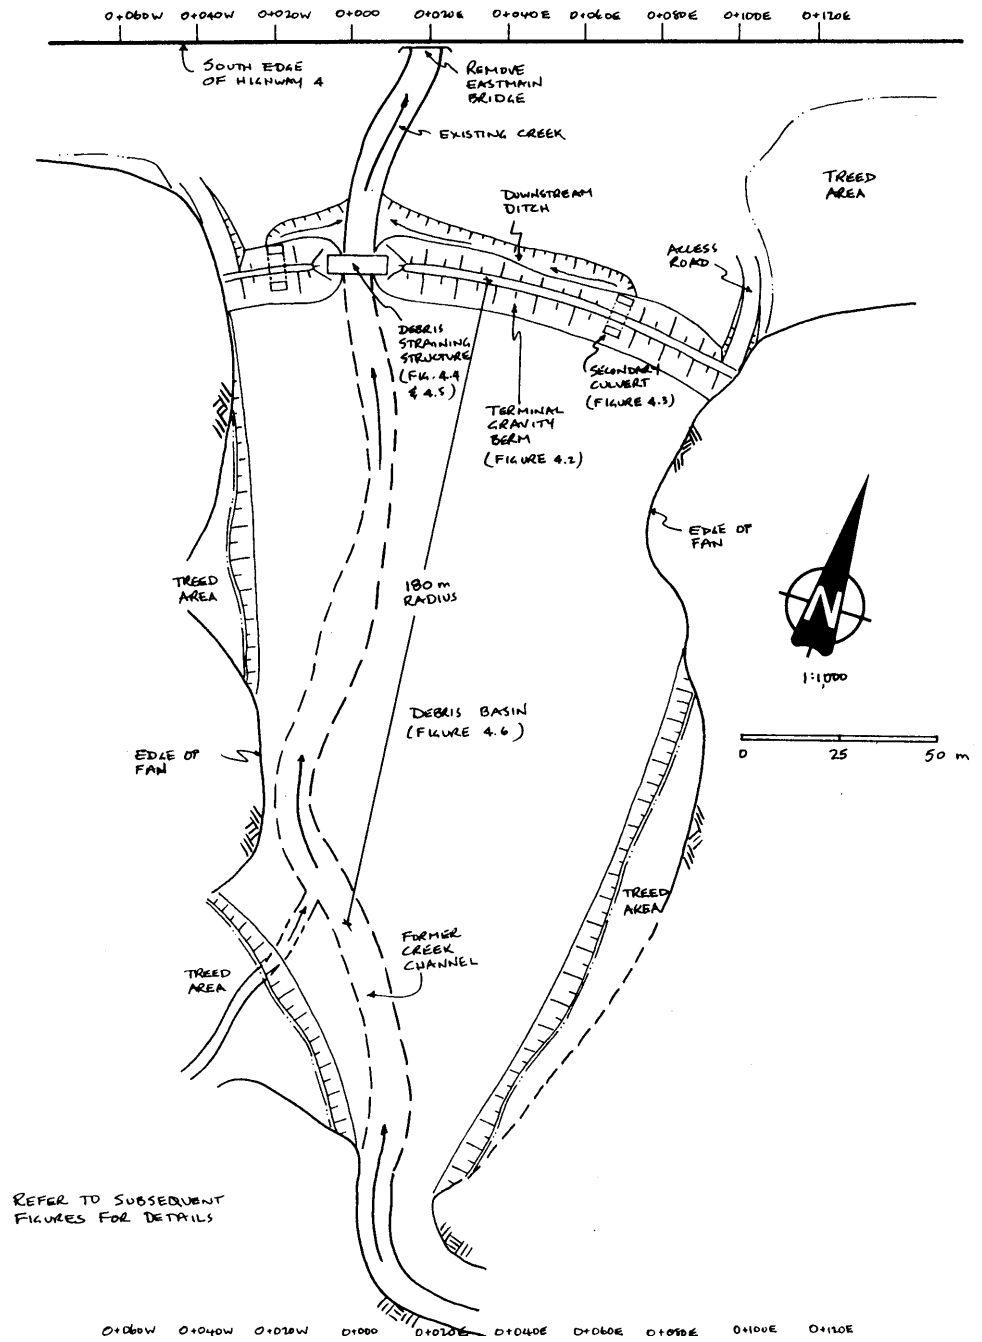 0+060W 0+040W 0+020W 0+000 0+020E 0+040E 0+060E 0+080E 0+100E 0+120E
SOUTH EDGE
OF HIGHWAY 4
REMOVE
EASTMAIN
BRIDGE
EXISTING CREEK
TREED
AREA
DOWNSTREAM
DITCH
ACCESS
ROAD
DEBRIS
STRAINING
STRUCTURE
(FIG. 4.4
& 4.5)
SECONDARY
CULVERT
(FIGURE 4.3)
TERMINAL
GRAVITY
BERM
(FIGURE 4.2)
EDGE OF
FAN
TREED
AREA
180 m
RADIUS
N
1:1,000
DEBRIS BASIN
(FIGURE 4.6)
0 25 50 m
EDGE OF
FAN
TREED
AREA
FORMER
CREEK
CHANNEL
TREED
AREA
REFER TO SUBSEQUENT
FIGURES FOR DETAILS
0+060W 0+040W 0+020W 0+000 0+020E 0+040E 0+060E 0+080E 0+100E 0+120E